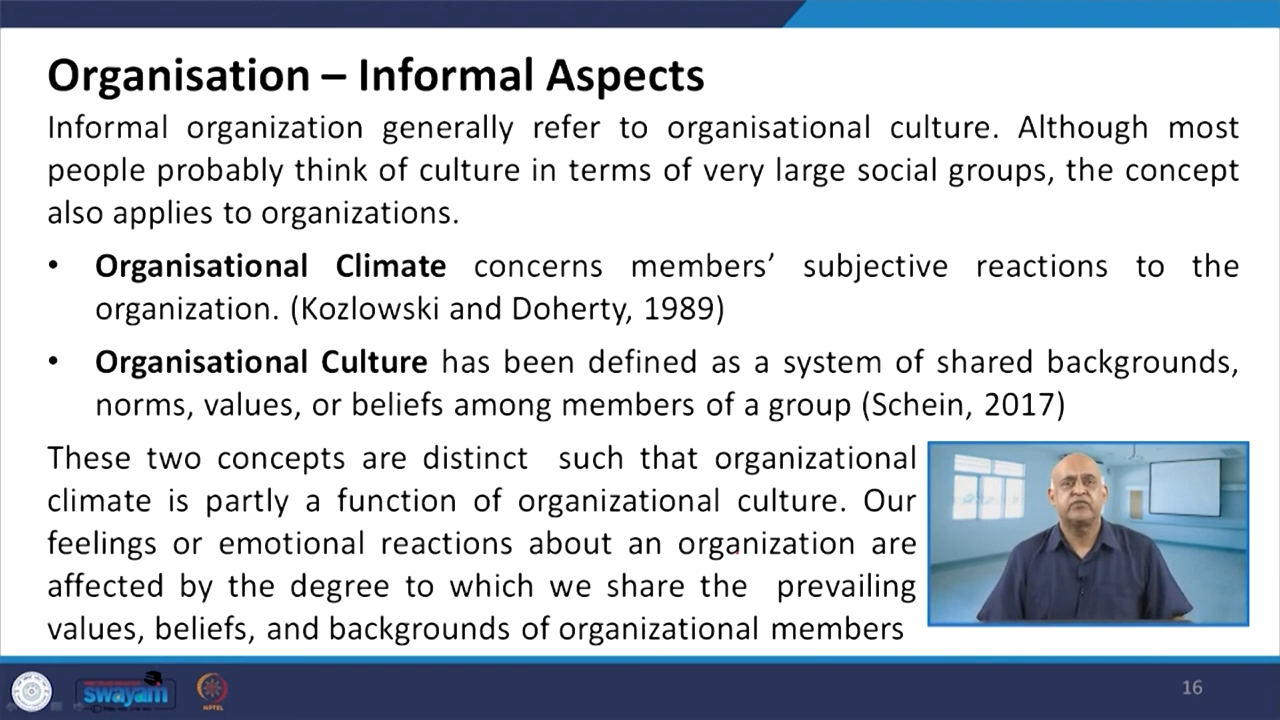 Organisation – Informal Aspects
Informal organization generally refer to organisational culture. Although most
people probably think of culture in terms of very large social groups, the concept
also applies to organizations.
• Organisational Climate concerns members’ subjective reactions to the
organization. (Kozlowski and Doherty, 1989)
• Organisational Culture has been defined as a system of shared backgrounds,
norms, values, or beliefs among members of a group (Schein, 2017)
These two concepts are distinct such that organizational
climate is partly a function of organizational culture. Our
feelings or emotional reactions about an organization are
affected by the degree to which we share the prevailing
values, beliefs, and backgrounds of organizational members
swayam
NPTEL
16